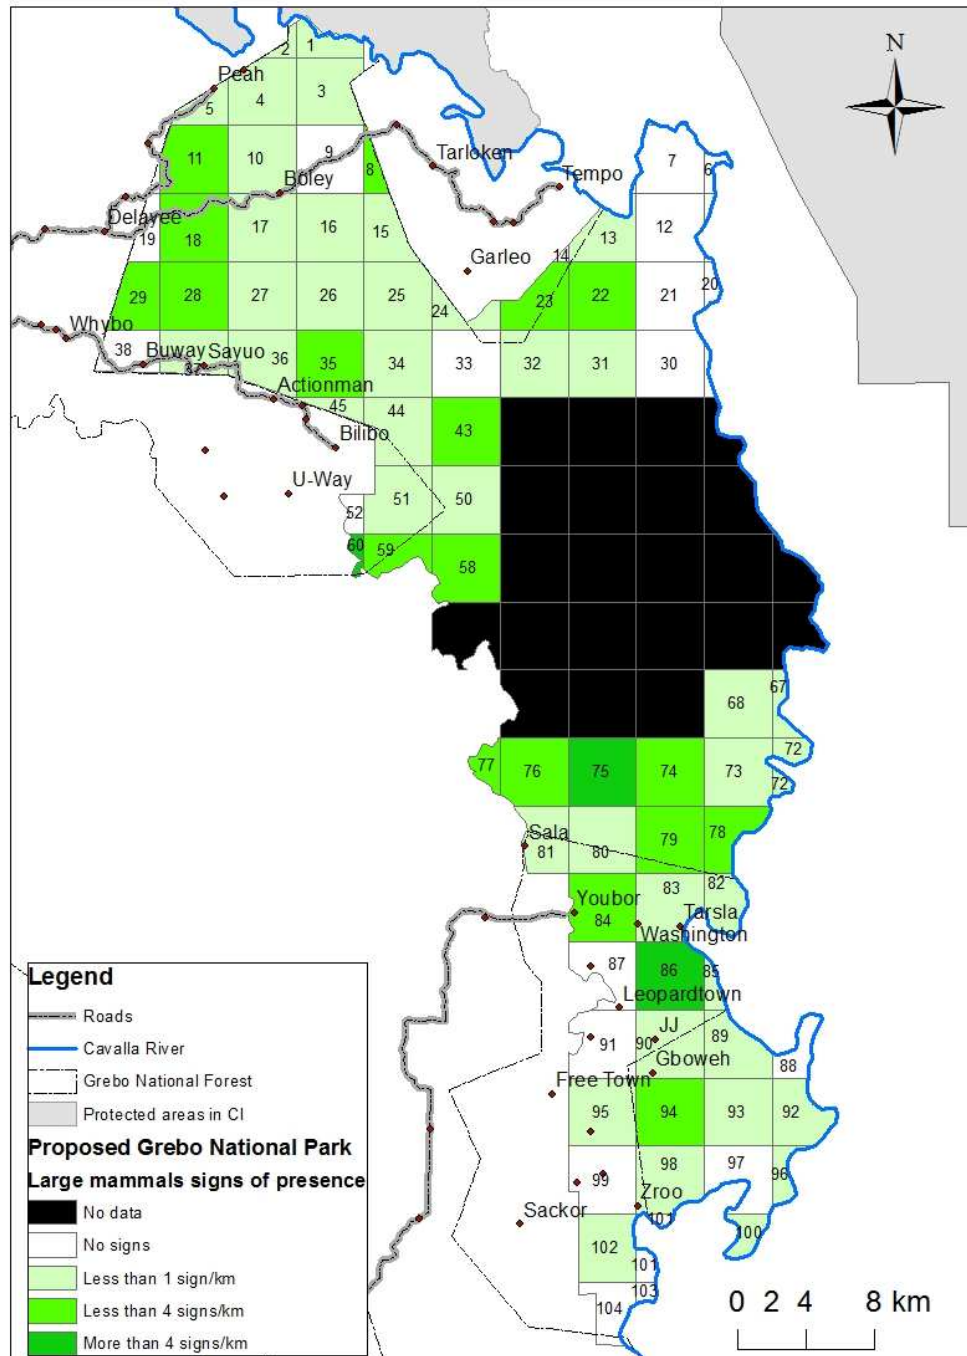 N
2 1
Peah
5 4 3
11 10 9 8
Tarloken
7 6
Boley
Tempo
Delayee
19 18 17 16 15
14 13 12
Garleo
29 28 27 26 25 24 23 22 21 20
Whybo
38 Buway Sayuo 36 35 34 33 32 31 30
37
Actionman
45 44 43
Bilibo
U-Way
52 51 50
60 59 58
68 67
77 76 75 74 73 72
72
Sala
81 80 79 78
83 82
Youbor
84
Tarsla
Washington
87 86 85
Leopardtown
JJ
91 90 89
Gboweh
88
Free Town
95 94 93 92
98 97 96
99
Zroo
Sackor
101
102 100
101
103
104
Legend
Roads
Cavalla River
Grebo National Forest
Protected areas in CI
Proposed Grebo National Park
Large mammals signs of presence
No data
No signs
Less than 1 sign/km
Less than 4 signs/km
More than 4 signs/km
0 2 4 8 km